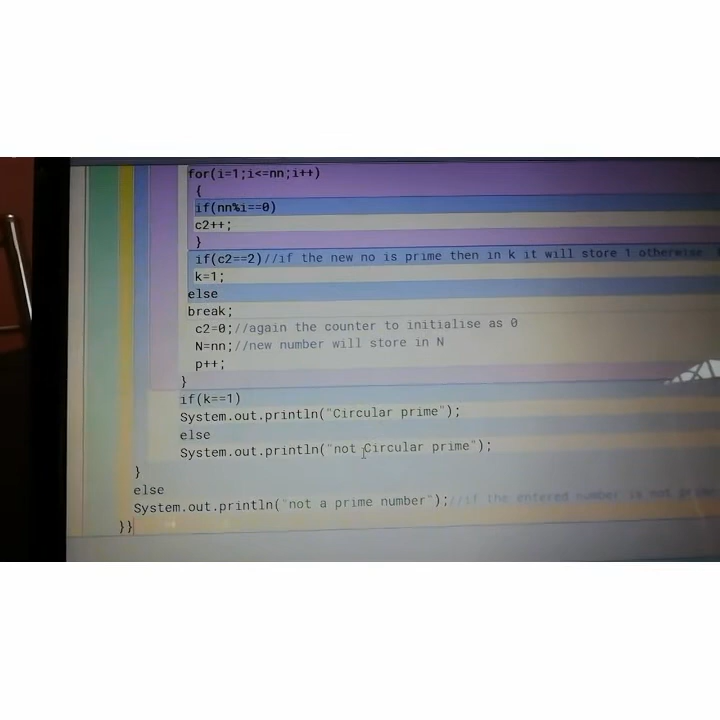 for(i=1;i<=nn;i++)
{
if(nn%i==0)
c2++;
}
if(c2==2)//if the new no is prime then in k it will store 1 otherwise
k=1;
else
break;
c2=0;//again the counter to initialise as 0
N=nn;//new number will store in N
p++;
}
if(k==1)
System.out.println("Circular prime");
else
System.out.println("not Circular prime");
}
else
System.out.println("not a prime number");//if the entered number is not prime
}}